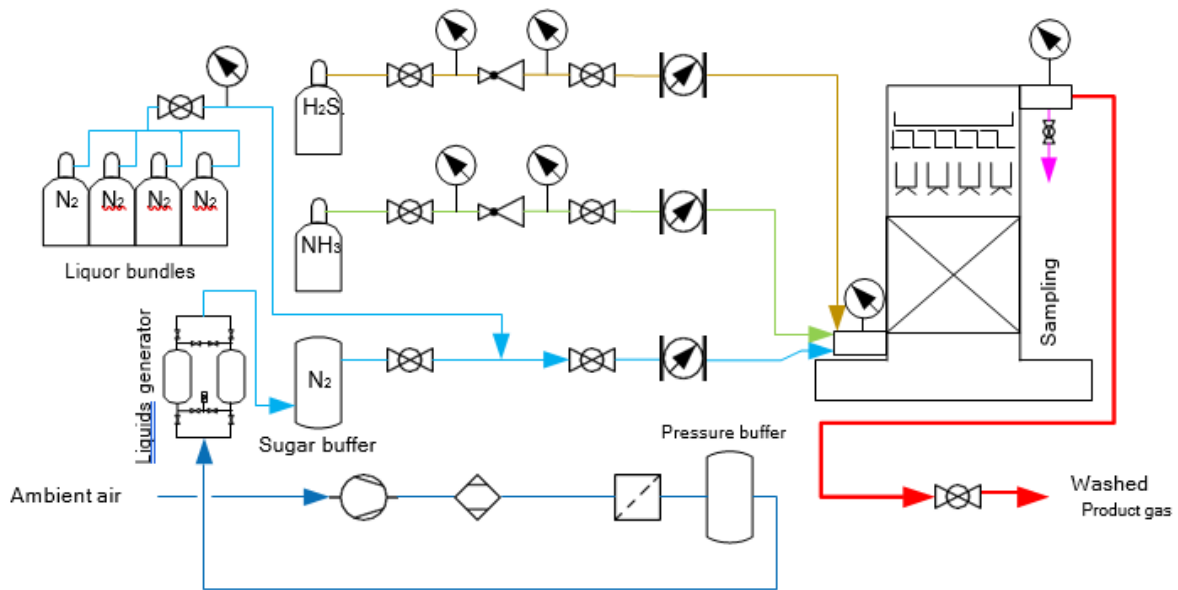 H₂S.
N₂ N₂ N₂ N₂
Liquor bundles
NH₃
Liquids generator
N₂
Sugar buffer
Sampling
Pressure buffer
Ambient air
Washed
Product gas